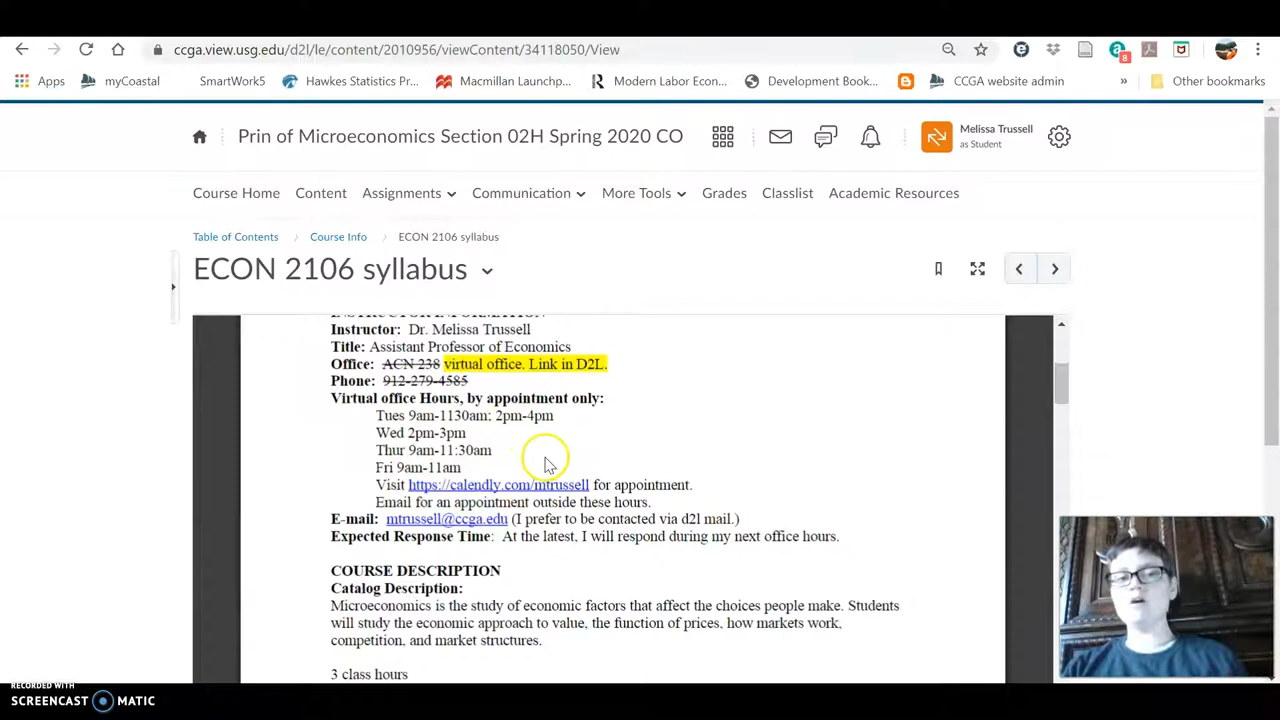 ccga.view.usg.edu/d2l/le/content/2010956/viewContent/34118050/View
8
Apps myCoastal SmartWork5 Hawkes Statistics Pr... Macmillan Launchp... Modern Labor Econ... Development Book... CCGA website admin » Other bookmarks
Prin of Microeconomics Section 02H Spring 2020 CO
Melissa Trussell
as Student
Course Home Content Assignments Communication More Tools Grades Classlist Academic Resources
Table of Contents Course Info ECON 2106 syllabus
ECON 2106 syllabus
INSTRUCTOR INFORMATION
Instructor: Dr. Melissa Trussell
Title: Assistant Professor of Economics
Office: ACN 238 virtual office. Link in D2L.
Phone: 912-279-4585
Virtual office Hours, by appointment only:
Tues 9am-1130am; 2pm-4pm
Wed 2pm-3pm
Thur 9am-11:30am
Fri 9am-11am
Visit https://calendly.com/mtrussell for appointment.
Email for an appointment outside these hours.
E-mail: mtrussell@ccga.edu (I prefer to be contacted via d2l mail.)
Expected Response Time: At the latest, I will respond during my next office hours.
COURSE DESCRIPTION
Catalog Description:
Microeconomics is the study of economic factors that affect the choices people make. Students
will study the economic approach to value, the function of prices, how markets work,
competition, and market structures.
3 class hours
RECORDED WITH
SCREENCAST MATIC